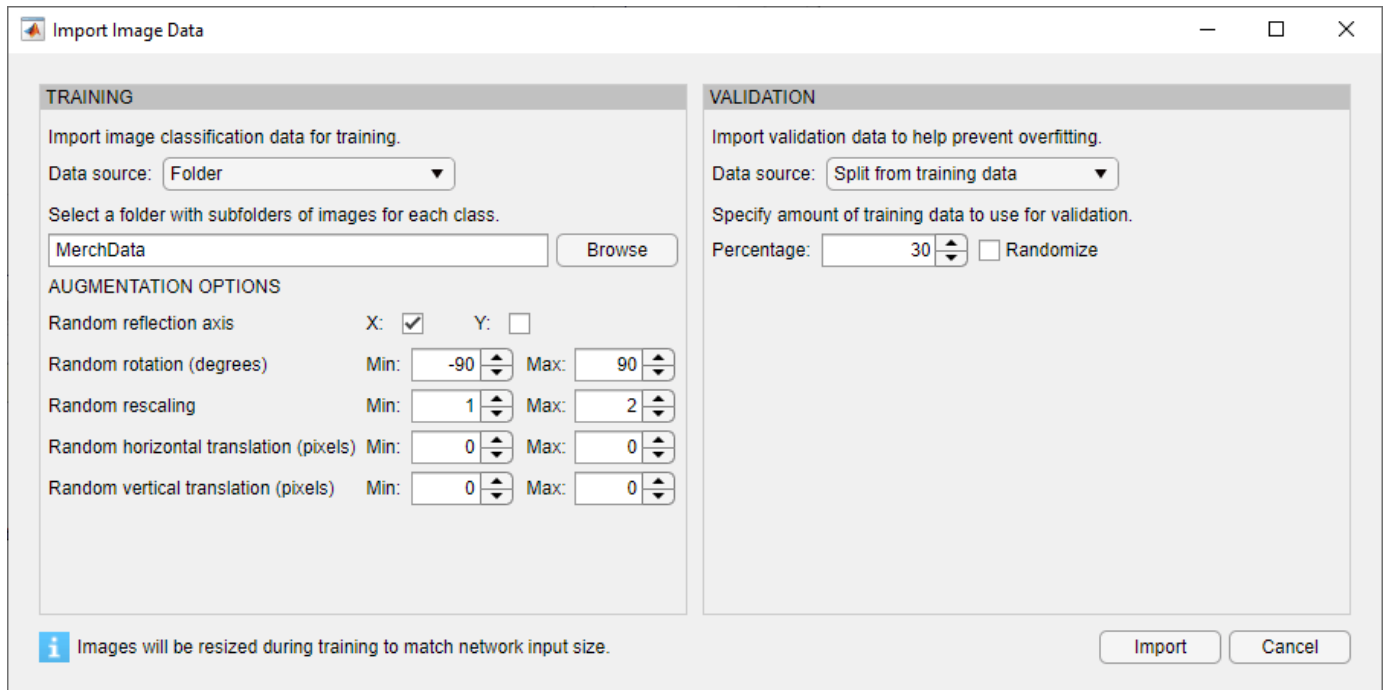 Import Image Data
TRAINING
Import image classification data for training.
Data source: Folder
Select a folder with subfolders of images for each class.
MerchData Browse
AUGMENTATION OPTIONS
Random reflection axis X: Y:
Random rotation (degrees) Min: -90 Max: 90
Random rescaling Min: 1 Max: 2
Random horizontal translation (pixels) Min: 0 Max: 0
Random vertical translation (pixels) Min: 0 Max: 0
VALIDATION
Import validation data to help prevent overfitting.
Data source: Split from training data
Specify amount of training data to use for validation.
Percentage: 30 Randomize
i Images will be resized during training to match network input size.
Import Cancel